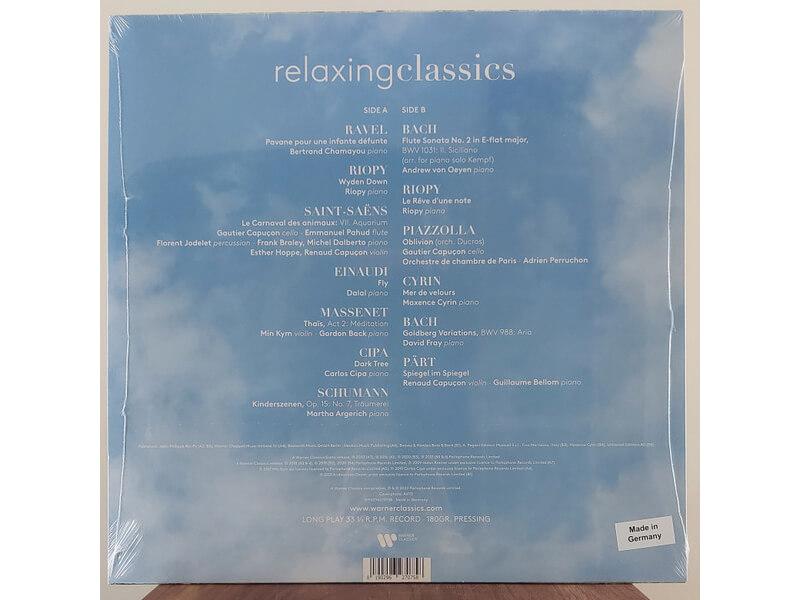 relaxingclassics
SIDE A
RAVEL
Pavane pour une infante défunte
Bertrand Chamayou piano
RIOPY
Wyden Down
Riopy piano
SAINT-SAËNS
Le Carnaval des animaux: VII. Aquarium
Gautier Capuçon cello - Emmanuel Pahud flute
Florent Jodelet percussion - Frank Braley, Michel Dalberto piano
Esther Hoppe, Renaud Capuçon violin
EINAUDI
Fly
Dalal piano
MASSENET
Thaïs, Act 2: Méditation
Min Kym violin - Gordon Back piano
CIPA
Dark Tree
Carlos Cipa piano
SCHUMANN
Kinderszenen, Op. 15: No. 7, Träumerei
Martha Argerich piano
SIDE B
BACH
Flute Sonata No. 2 in E-flat major,
BWV 1031: II. Siciliano
(arr. for piano solo Kempf)
Andrew von Oeyen piano
RIOPY
Le Rêve d'une note
Riopy piano
PIAZZOLLA
Oblivion (orch. Ducros)
Gautier Capuçon cello
Orchestre de chambre de Paris - Adrien Perruchon
CYRIN
Mer de velours
Maxence Cyrin piano
BACH
Goldberg Variations, BWV 988: Aria
David Fray piano
PÄRT
Spiegel im Spiegel
Renaud Capuçon violin - Guillaume Bellom piano
www.warnerclassics.com
LONG PLAY 33 ⅓ R.P.M. RECORD - 180GR. PRESSING
WARNER
CLASSICS
Made in
Germany
8 190296 270758